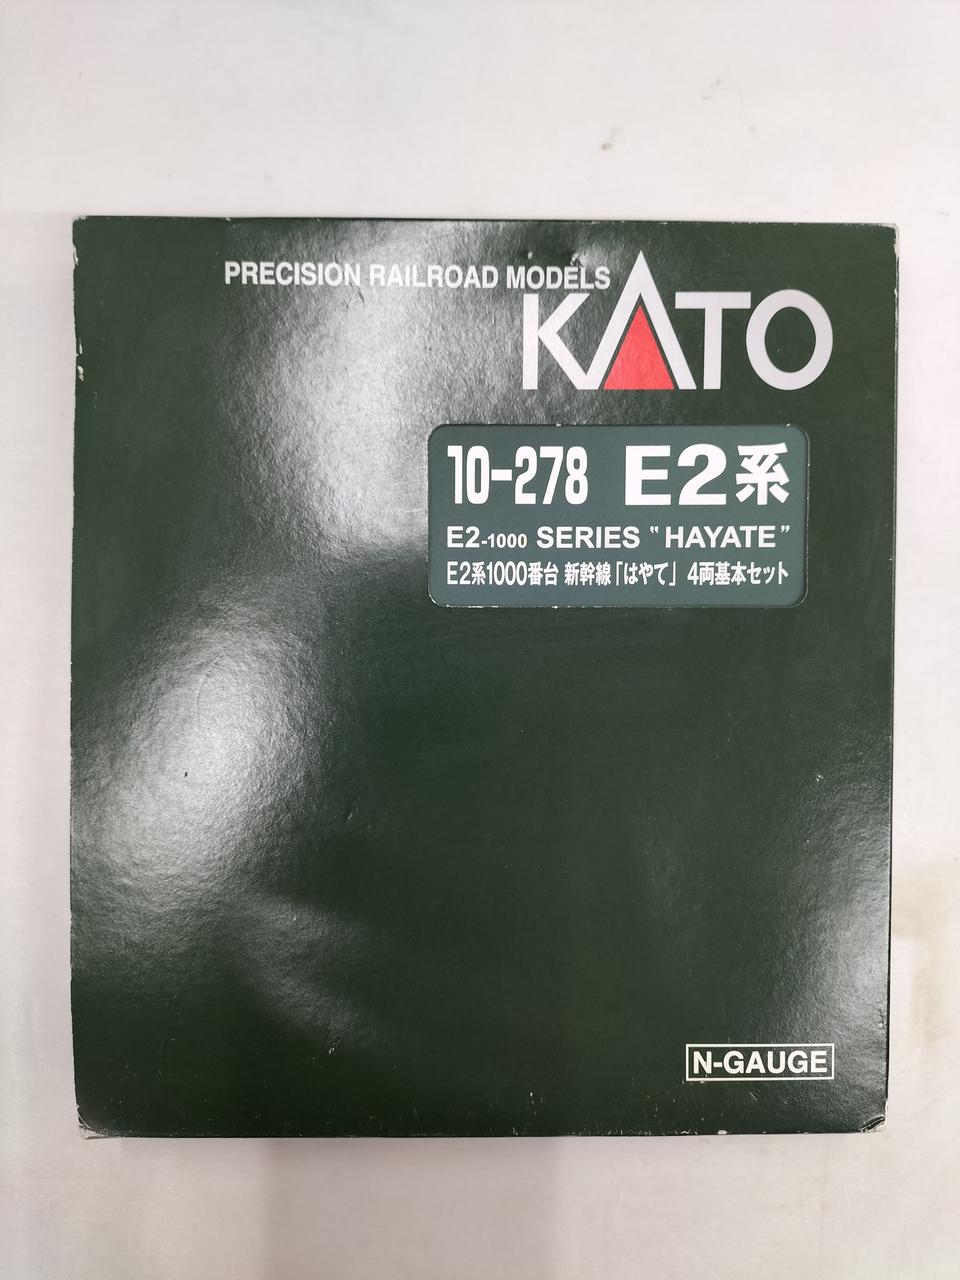 PRECISION RAILROAD MODELS
KATO
10-278 E2系
E2-1000 SERIES "HAYATE"
E2系1000番台 新幹線「はやて」 4両基本セット
N-GAUGE